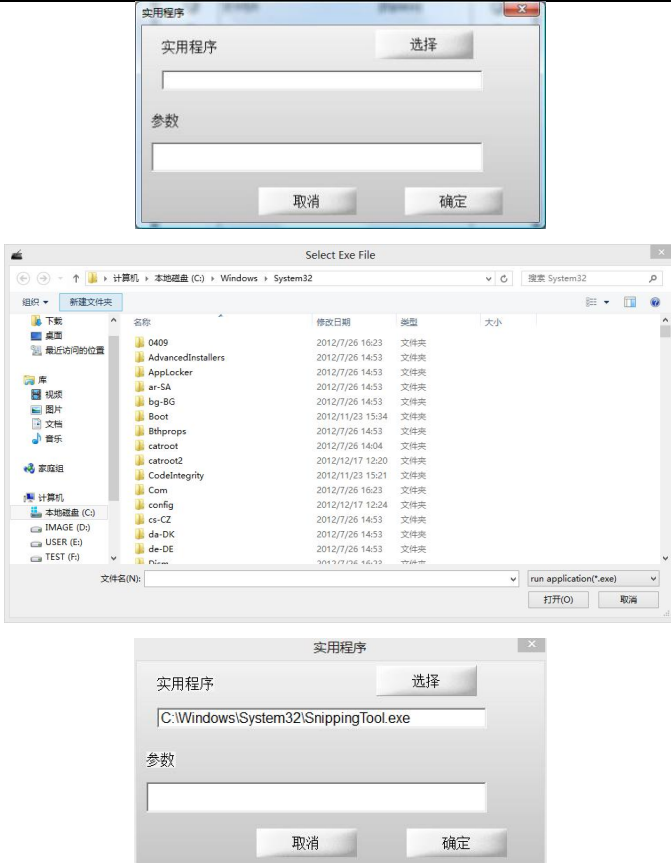 实用程序
实用程序 选择
参数
取消 确定
Select Exe File
计算机 本地磁盘 (C:) Windows System32 搜索 System32
组织 新建文件夹
下载 名称 修改日期 类型 大小
桌面 0409 2012/7/26 16:23 文件夹
最近访问的位置 AdvancedInstallers 2012/7/26 14:53 文件夹
AppLocker 2012/7/26 14:53 文件夹
库 ar-SA 2012/7/26 14:53 文件夹
视频 bg-BG 2012/7/26 14:53 文件夹
图片 Boot 2012/11/23 15:34 文件夹
文档 Bthprops 2012/7/26 14:53 文件夹
音乐 catroot 2012/7/26 14:04 文件夹
catroot2 2012/12/17 12:20 文件夹
家庭组 CodeIntegrity 2012/11/23 15:21 文件夹
Com 2012/7/26 16:23 文件夹
计算机 config 2012/12/17 12:24 文件夹
本地磁盘 (C:) cs-CZ 2012/7/26 14:53 文件夹
IMAGE (D:) da-DK 2012/7/26 14:53 文件夹
USER (E:) de-DE 2012/7/26 14:53 文件夹
TEST (F:) Dism 2012/7/26 16:23 文件夹
文件名(N): run application(*.exe)
打开(O) 取消
实用程序
实用程序 选择
C:\Windows\System32\SnippingTool.exe
参数
取消 确定